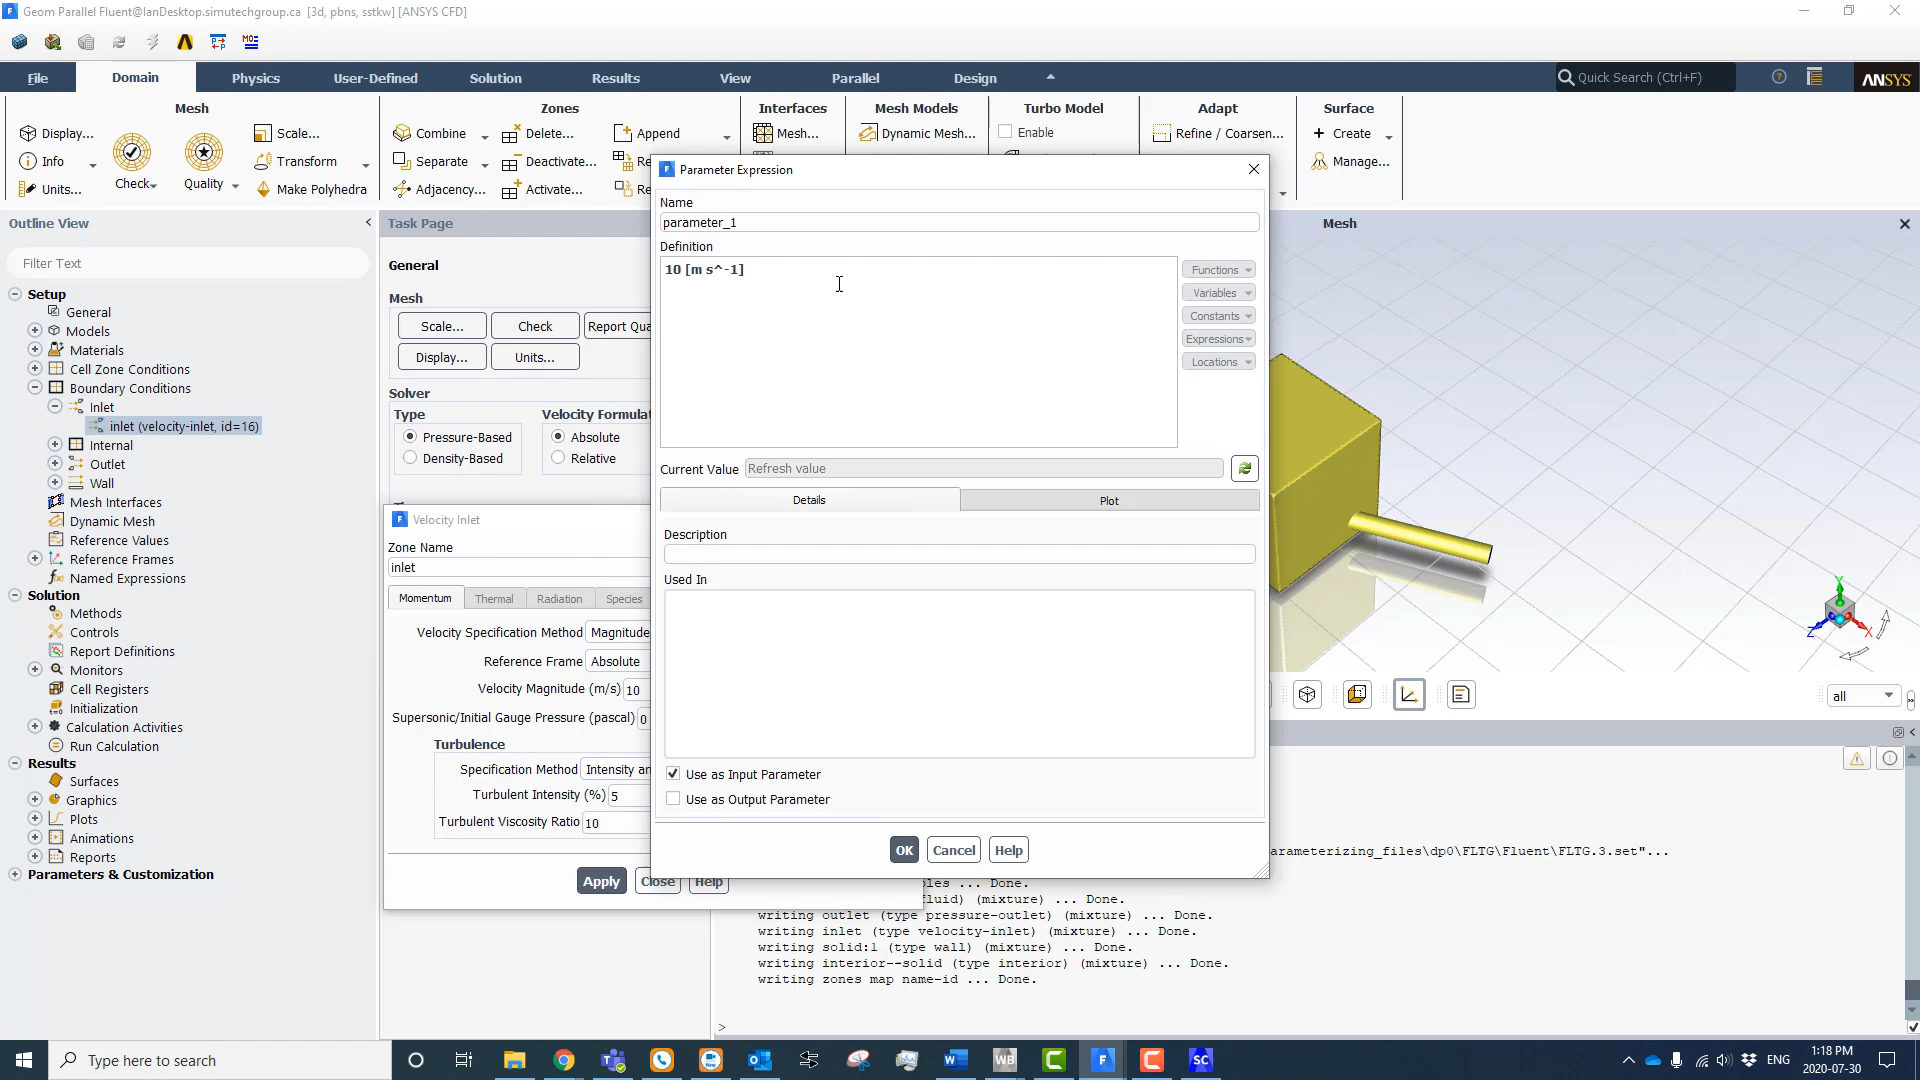 Geom Parallel Fluent@IanDesktop.simutechgroup.ca [3d, pbns, sstkw] [ANSYS CFD]
File
Domain
Physics
User-Defined
Solution
Results
View
Parallel
Design
Quick Search (Ctrl+F)
ANSYS
Mesh
Zones
Interfaces
Mesh Models
Turbo Model
Adapt
Surface
Display...
Info
Units...
Check
Quality
Scale...
Transform
Make Polyhedra
Combine
Separate
Adjacency...
Delete...
Deactivate...
Activate...
Append
Re
Re
Mesh...
Dynamic Mesh...
Enable
Refine / Coarsen...
Create
Manage...
Outline View
Filter Text
Setup
General
Models
Materials
Cell Zone Conditions
Boundary Conditions
Inlet
inlet (velocity-inlet, id=16)
Internal
Outlet
Wall
Mesh Interfaces
Dynamic Mesh
Reference Values
Reference Frames
Named Expressions
Solution
Methods
Controls
Report Definitions
Monitors
Cell Registers
Initialization
Calculation Activities
Run Calculation
Results
Surfaces
Graphics
Plots
Animations
Reports
Parameters & Customization
Task Page
General
Mesh
Scale...
Check
Report Qua
Display...
Units...
Solver
Type
Velocity Formulat
Pressure-Based
Density-Based
Absolute
Relative
Velocity Inlet
Zone Name
inlet
Momentum
Thermal
Radiation
Species
Velocity Specification Method
Magnitude
Reference Frame
Absolute
Velocity Magnitude (m/s)
10
Supersonic/Initial Gauge Pressure (pascal)
0
Turbulence
Specification Method
Intensity an
Turbulent Intensity (%)
5
Turbulent Viscosity Ratio
10
Apply
Close
Help
Parameter Expression
Name
parameter_1
Definition
10 [m s^-1]
Functions
Variables
Constants
Expressions
Locations
Current Value
Refresh value
Details
Plot
Description
Used In
Use as Input Parameter
Use as Output Parameter
OK
Cancel
Help
Mesh
Y
Z
X
all
arameterizing_files\dp0\FLTG\Fluent\FLTG.3.set"...
les ... Done.
fluid) (mixture) ... Done.
writing outlet (type pressure-outlet) (mixture) ... Done.
writing inlet (type velocity-inlet) (mixture) ... Done.
writing solid:1 (type wall) (mixture) ... Done.
writing interior--solid (type interior) (mixture) ... Done.
writing zones map name-id ... Done.
>
Type here to search
ENG
1:18 PM
2020-07-30